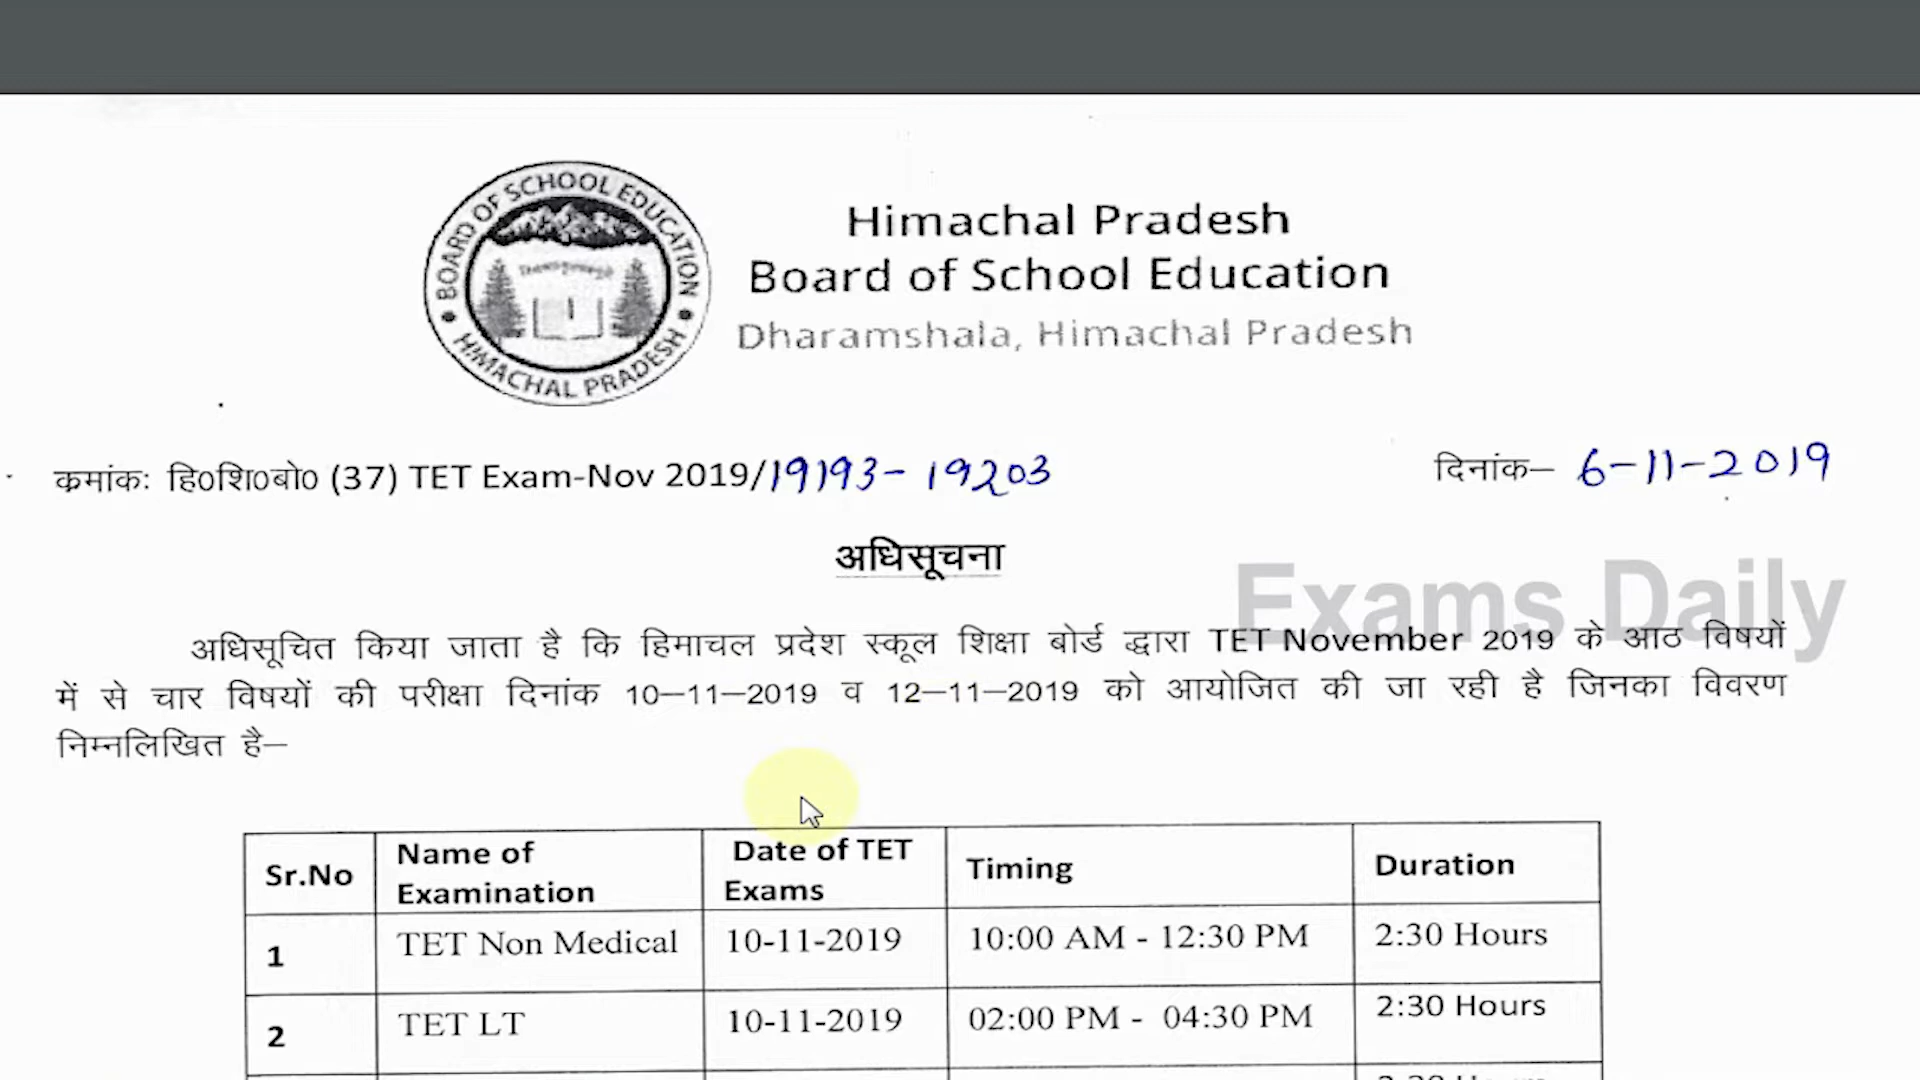 BOARD OF SCHOOL EDUCATION
HIMACHAL PRADESH
Himachal Pradesh
Board of School Education
Dharamshala, Himachal Pradesh
कमांकः हि0शि0बो0 (37) TET Exam-Nov 2019/19193-19203
दिनांक– 6-11-2019
अधिसूचना
Exams Daily
अधिसूचित किया जाता है कि हिमाचल प्रदेश स्कूल शिक्षा बोर्ड द्वारा TET November 2019 के आठ विषयों
में से चार विषयों की परीक्षा दिनांक 10–11–2019 व 12–11–2019 को आयोजित की जा रही है जिनका विवरण
निम्नलिखित है–
Sr.No Name of Examination Date of TET Exams Timing Duration
1 TET Non Medical 10-11-2019 10:00 AM - 12:30 PM 2:30 Hours
2 TET LT 10-11-2019 02:00 PM - 04:30 PM 2:30 Hours